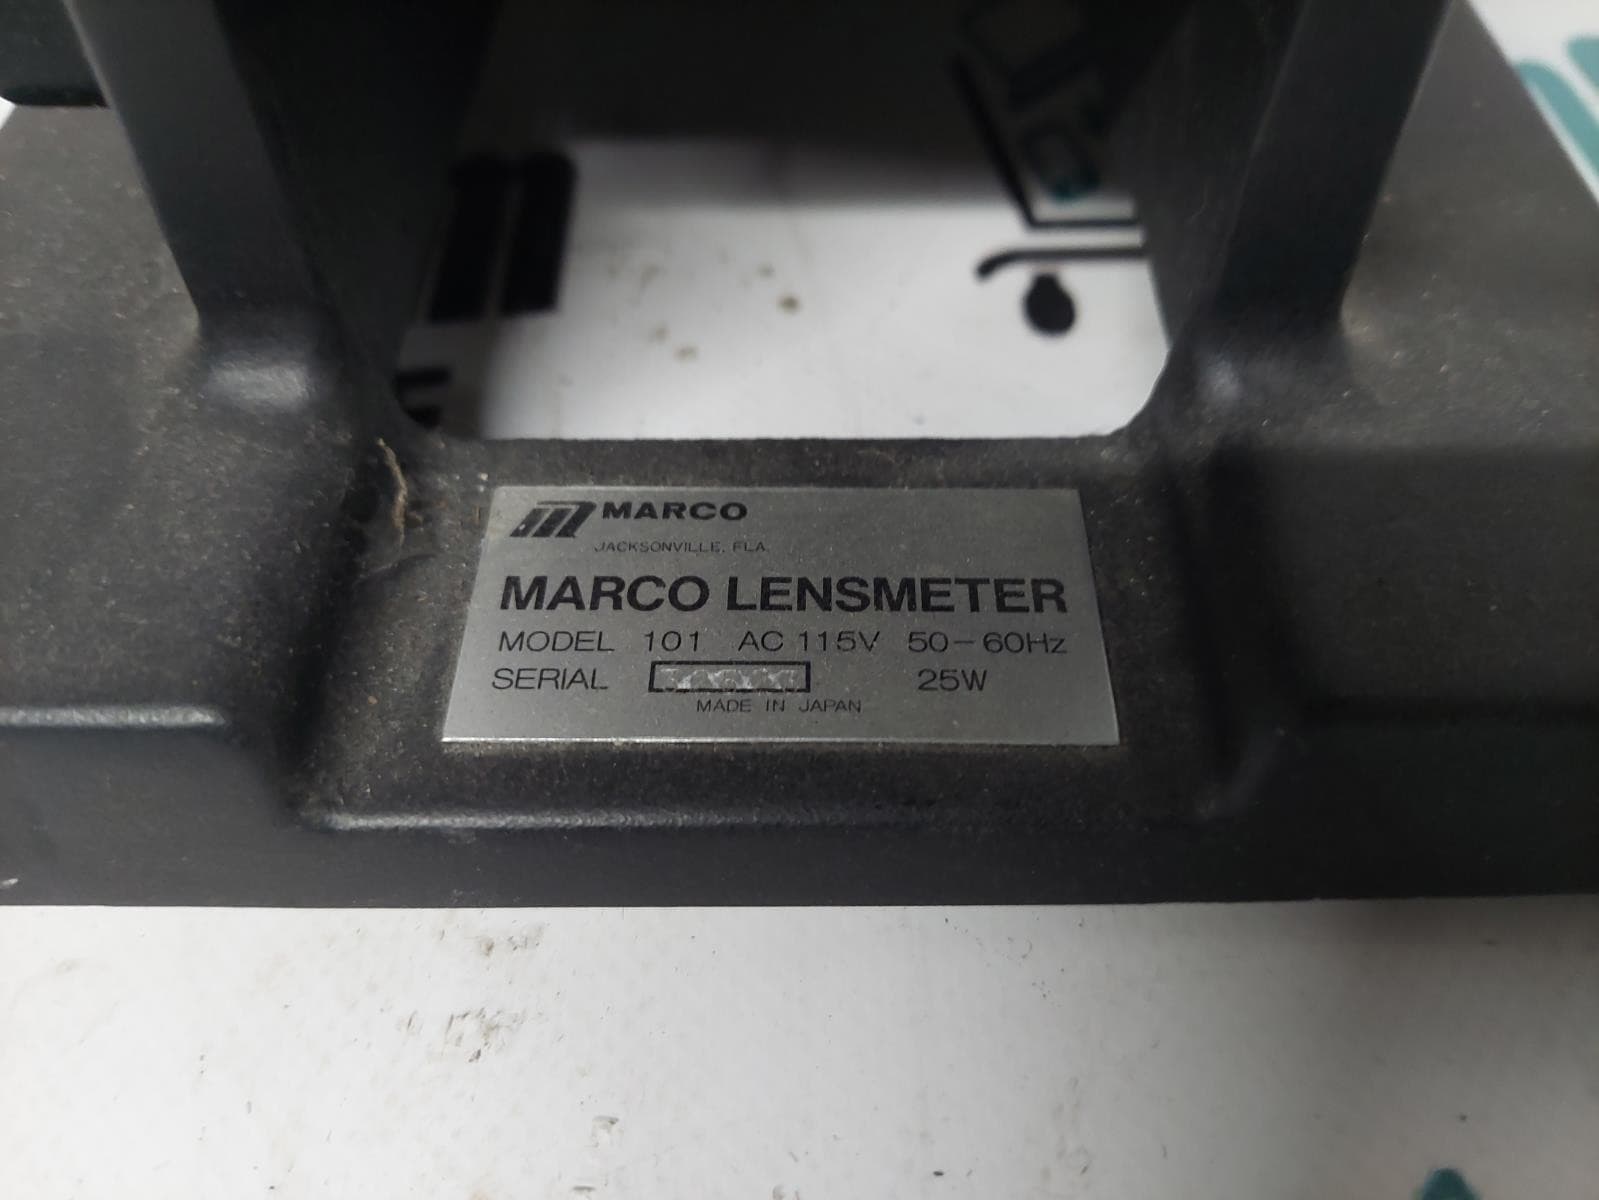 MARCO
JACKSONVILLE, FLA.
MARCO LENSMETER
MODEL 101 AC 115V 50-60Hz
SERIAL 25W
MADE IN JAPAN